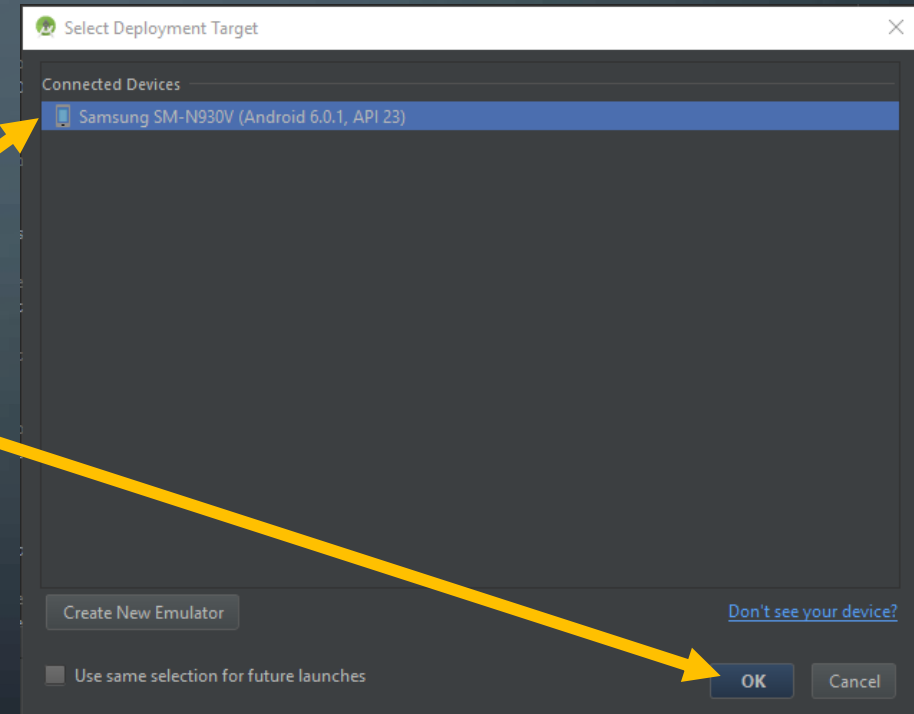 Select Deployment Target
Connected Devices
Samsung SM-N930V (Android 6.0.1, API 23)
Create New Emulator
Don't see your device?
Use same selection for future launches
OK
Cancel